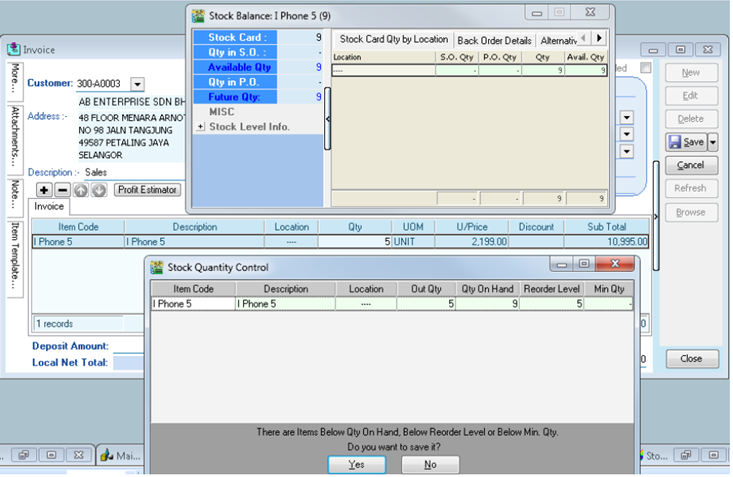 Stock Balance: I Phone 5 (9)
Stock Card : 9
Qty in S.O. : -
Available Qty 9
Qty in P.O. -
Future Qty: 9
MISC
+ Stock Level Info.
Stock Card Qty by Location Back Order Details Alternativ
Location S.O. Qty P.O. Qty Qty Avail. Qty
---- - - 9 9
- - 9 9
Invoice
More...
Attachments...
Note...
Item Template...
Customer: 300-A0003
AB ENTERPRISE SDN BH
Address :- 48 FLOOR MENARA ARNO
NO 98 JALN TANGJUNG
49587 PETALING JAYA
SELANGOR
Description :- Sales
Profit Estimator
Invoice
Item Code Description Location Qty UOM U/Price Discount Sub Total
I Phone 5 I Phone 5 ---- 5 UNIT 2,199.00 10,995.00
1 records
Deposit Amount:
Local Net Total:
New
Edit
Delete
Save
Cancel
Refresh
Browse
Close
Stock Quantity Control
Item Code Description Location Out Qty Qty On Hand Reorder Level Min Qty
I Phone 5 I Phone 5 ---- 5 9 5 -
There are Items Below Qty On Hand, Below Reorder Level or Below Min. Qty.
Do you want to save it?
Yes No
Mai...
Sto...